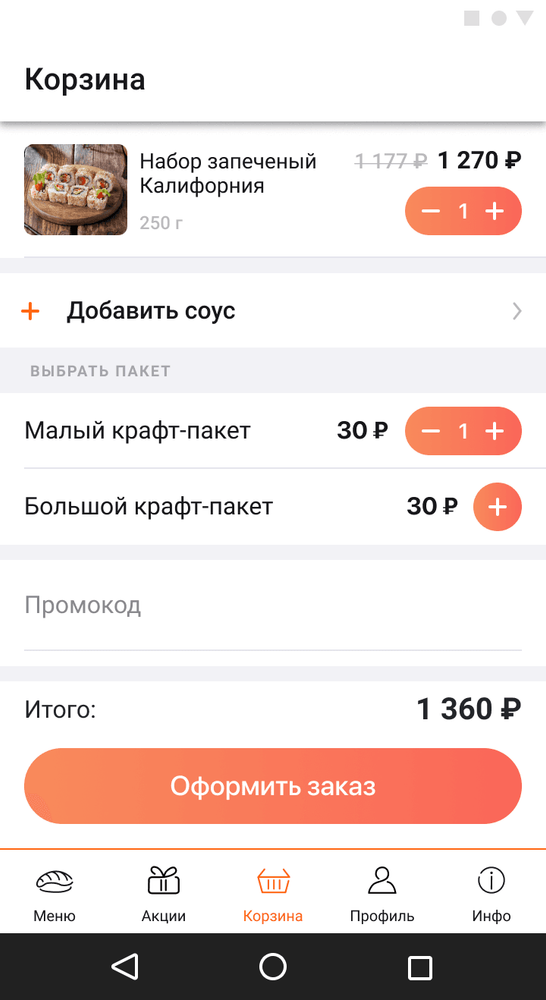 Корзина
Набор запеченый
Калифорния
1 177 ₽ 1 270 ₽
250 г
1
Добавить соус
ВЫБРАТЬ ПАКЕТ
Малый крафт-пакет 30 ₽ 1
Большой крафт-пакет 30 ₽
Промокод
Итого: 1 360 ₽
Оформить заказ
Меню Акции Корзина Профиль Инфо